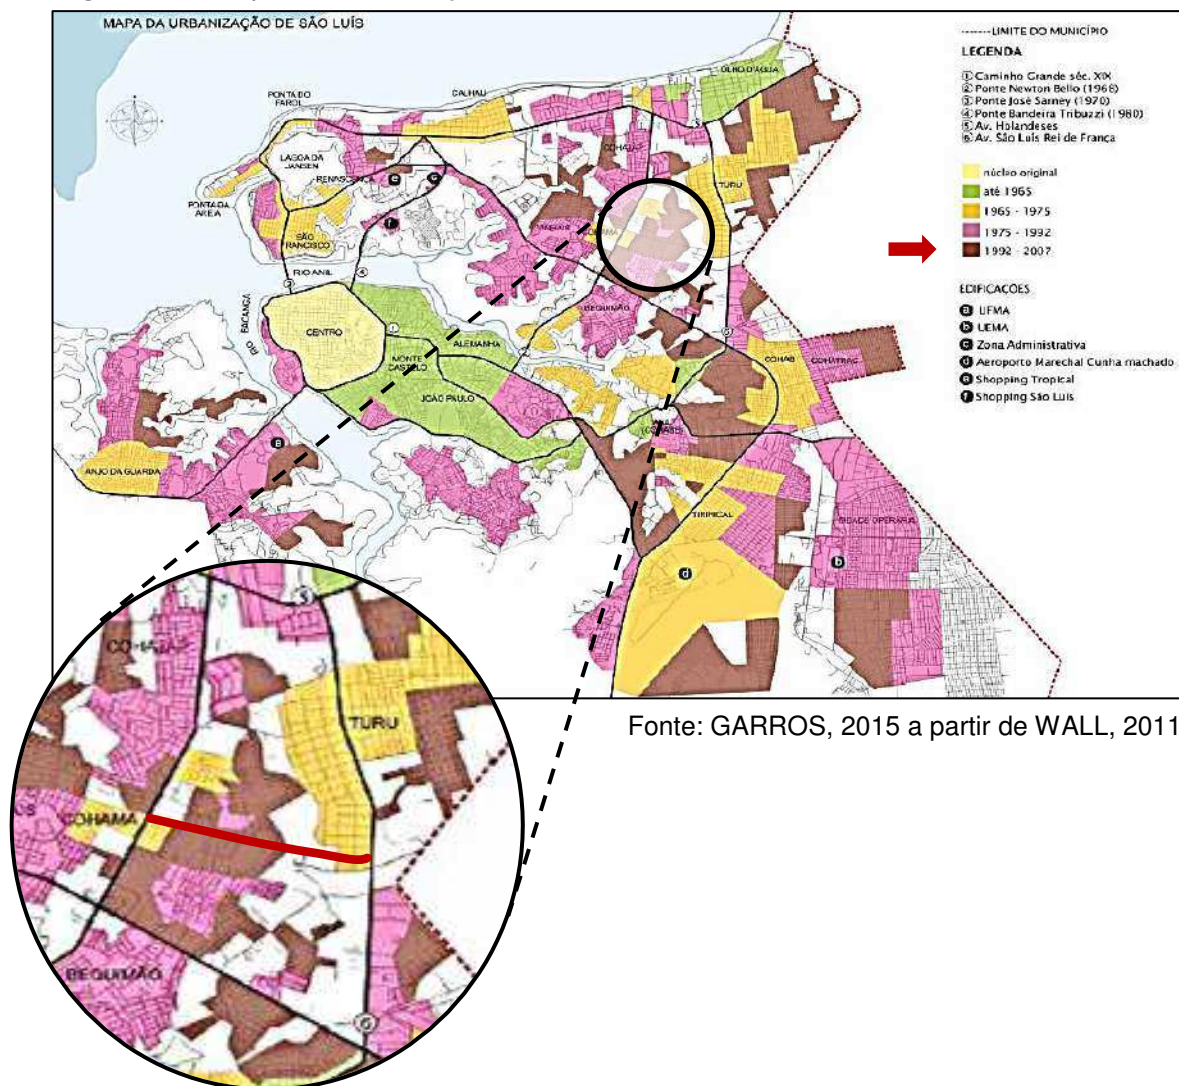 MAPA DA URBANIZAÇÃO DE SÃO LUÍS
LIMITE DO MUNICÍPIO
LEGENDA
① Caminho Grande séc. XIX
② Ponte Newton Bello (1968)
③ Ponte José Sarney (1970)
④ Ponte Bandeira Tribuzzi (1980)
⑤ Av. Holandeses
⑥ Av. São Luís Rei de França
núcleo original
até 1965
1965 - 1975
1975 - 1992
1992 - 2007
EDIFICAÇÕES
a UFMA
b UEMA
c Zona Administrativa
d Aeroporto Marechal Cunha machado
e Shopping Tropical
f Shopping São Luís
OLHO D'ÁGUA
CALHAU
PONTA DO
FAROL
LAGOA DA
JANSEN
RENASCENÇA
PONTA DA
AREIA
SÃO
FRANCISCO
TURU
RIO ANIL
RIO BACANGA
CENTRO
ALEMANHA
MONTE
CASTELO
JOÃO PAULO
BEQUIMÃO
COHAB
COHATRAC
ANJO DA GUARDA
TIRIRICAL
CIDADE OPERÁRIA
d
b
TURU
COHAMA
BEQUIMÃO
5
6
Fonte: GARROS, 2015 a partir de WALL, 2011